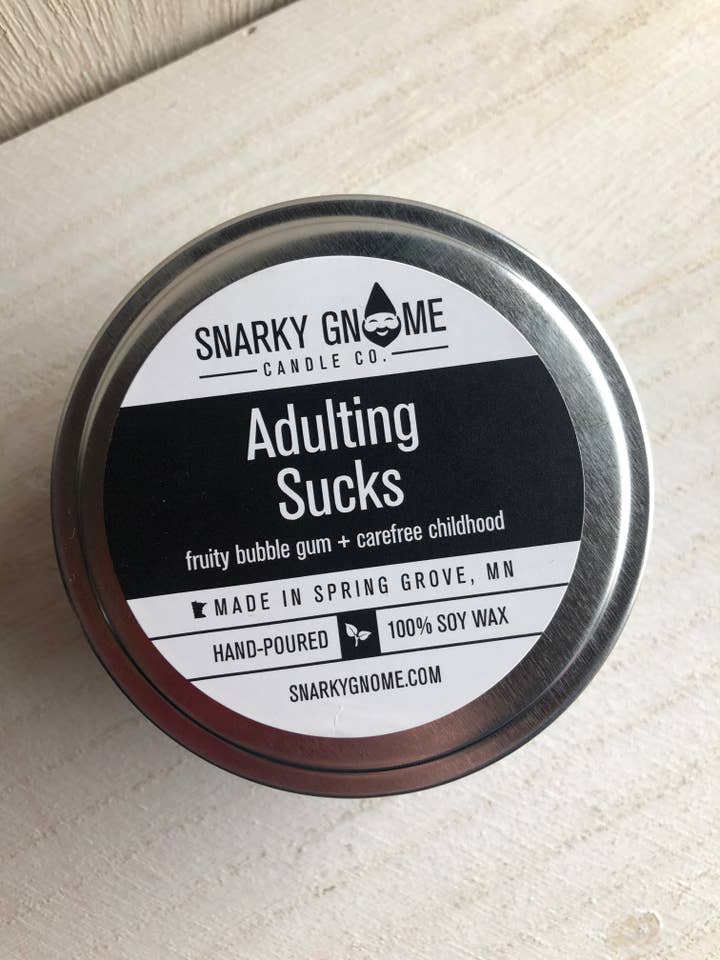 SNARKY GNOME
CANDLE CO.
Adulting
Sucks
fruity bubble gum + carefree childhood
MADE IN SPRING GROVE, MN
HAND-POURED 100% SOY WAX
SNARKYGNOME.COM